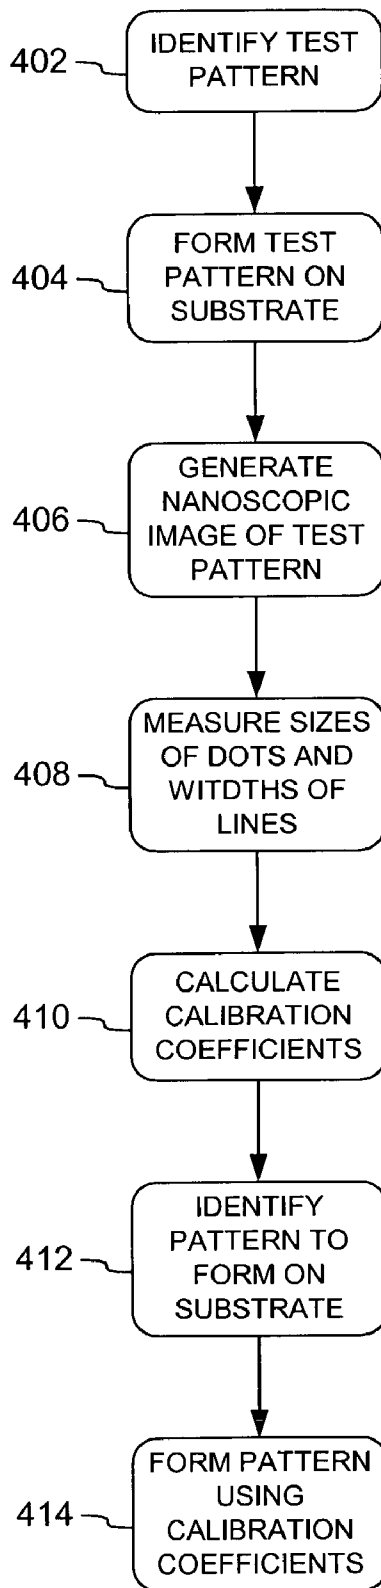 402
IDENTIFY TEST
PATTERN
404
FORM TEST
PATTERN ON
SUBSTRATE
406
GENERATE
NANOSCOPIC
IMAGE OF TEST
PATTERN
408
MEASURE SIZES
OF DOTS AND
WITDTHS OF
LINES
410
CALCULATE
CALIBRATION
COEFFICIENTS
412
IDENTIFY
PATTERN TO
FORM ON
SUBSTRATE
414
FORM PATTERN
USING
CALIBRATION
COEFFICIENTS